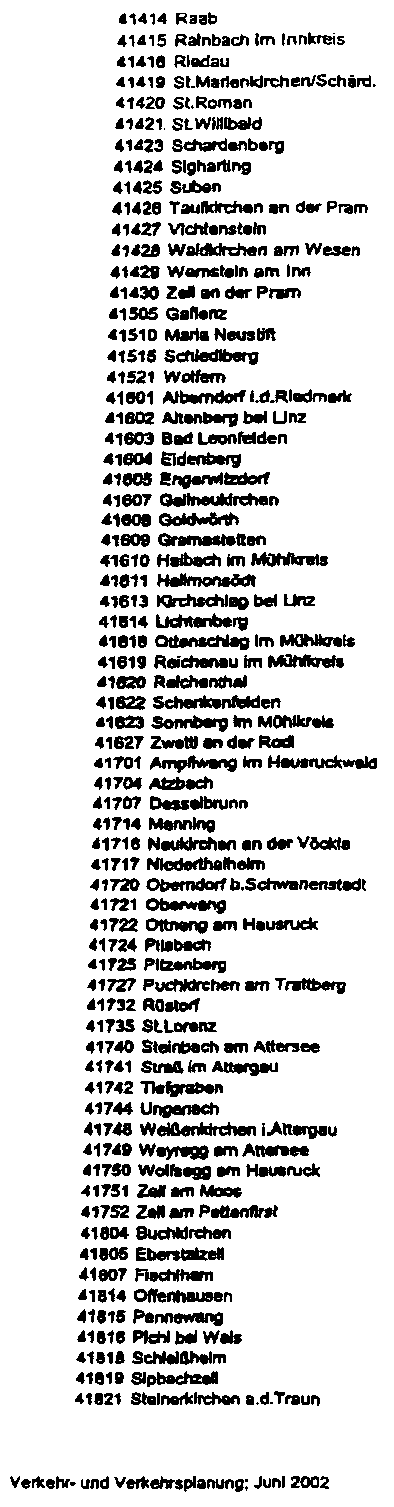 41414 Raab
41415 Rainbach im Innkreis
41416 Riedau
41419 St.Marienkirchen/Schärd.
41420 St.Roman
41421 St.Willibald
41423 Schardenberg
41424 Sigharting
41425 Suben
41426 Taufkirchen an der Pram
41427 Vichtenstein
41428 Waldkirchen am Wesen
41429 Wernstein am Inn
41430 Zell an der Pram
41505 Gaflenz
41510 Maria Neustift
41515 Schiedlberg
41521 Wolfern
41601 Alberndorf i.d.Riedmark
41602 Altenberg bei Linz
41603 Bad Leonfelden
41604 Eidenberg
41605 Engerwitzdorf
41607 Gallneukirchen
41608 Goldwörth
41609 Gramastetten
41610 Haibach im Mühlkreis
41611 Hellmonsödt
41613 Kirchschlag bei Linz
41614 Lichtenberg
41618 Ottenschlag im Mühlkreis
41619 Reichenau im Mühlkreis
41620 Reichenthal
41622 Schenkenfelden
41623 Sonnberg im Mühlkreis
41627 Zwettl an der Rodl
41701 Ampflwang im Hausruckwald
41704 Atzbach
41707 Desselbrunn
41714 Manning
41716 Neukirchen an der Vöckla
41717 Niederthalheim
41720 Oberndorf b.Schwanenstadt
41721 Oberwang
41722 Ottnang am Hausruck
41724 Pilsbach
41725 Pitzenberg
41727 Puchkirchen am Trattberg
41732 Rüstorf
41735 St.Lorenz
41740 Steinbach am Attersee
41741 Straß im Attergau
41742 Tiefgraben
41744 Ungenach
41748 Weißenkirchen i.Attergau
41749 Weyregg am Attersee
41750 Wolfsegg am Hausruck
41751 Zell am Moos
41752 Zell am Pettenfirst
41804 Buchkirchen
41805 Eberstalzell
41807 Fischlham
41814 Offenhausen
41815 Pennewang
41816 Pichl bei Wels
41818 Schleißheim
41819 Sipbachzell
41821 Steinerkirchen a.d.Traun
Verkehr- und Verkehrsplanung; Juni 2002